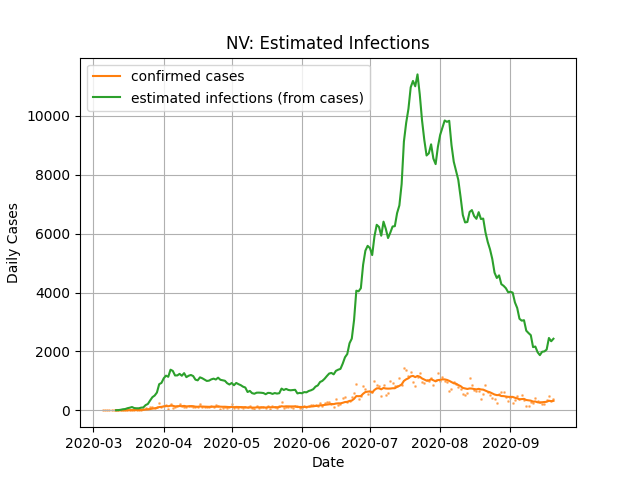 NV: Estimated Infections
confirmed cases
estimated infections (from cases)
Daily Cases
10000
8000
6000
4000
2000
0
2020-03 2020-04 2020-05 2020-06 2020-07 2020-08 2020-09
Date